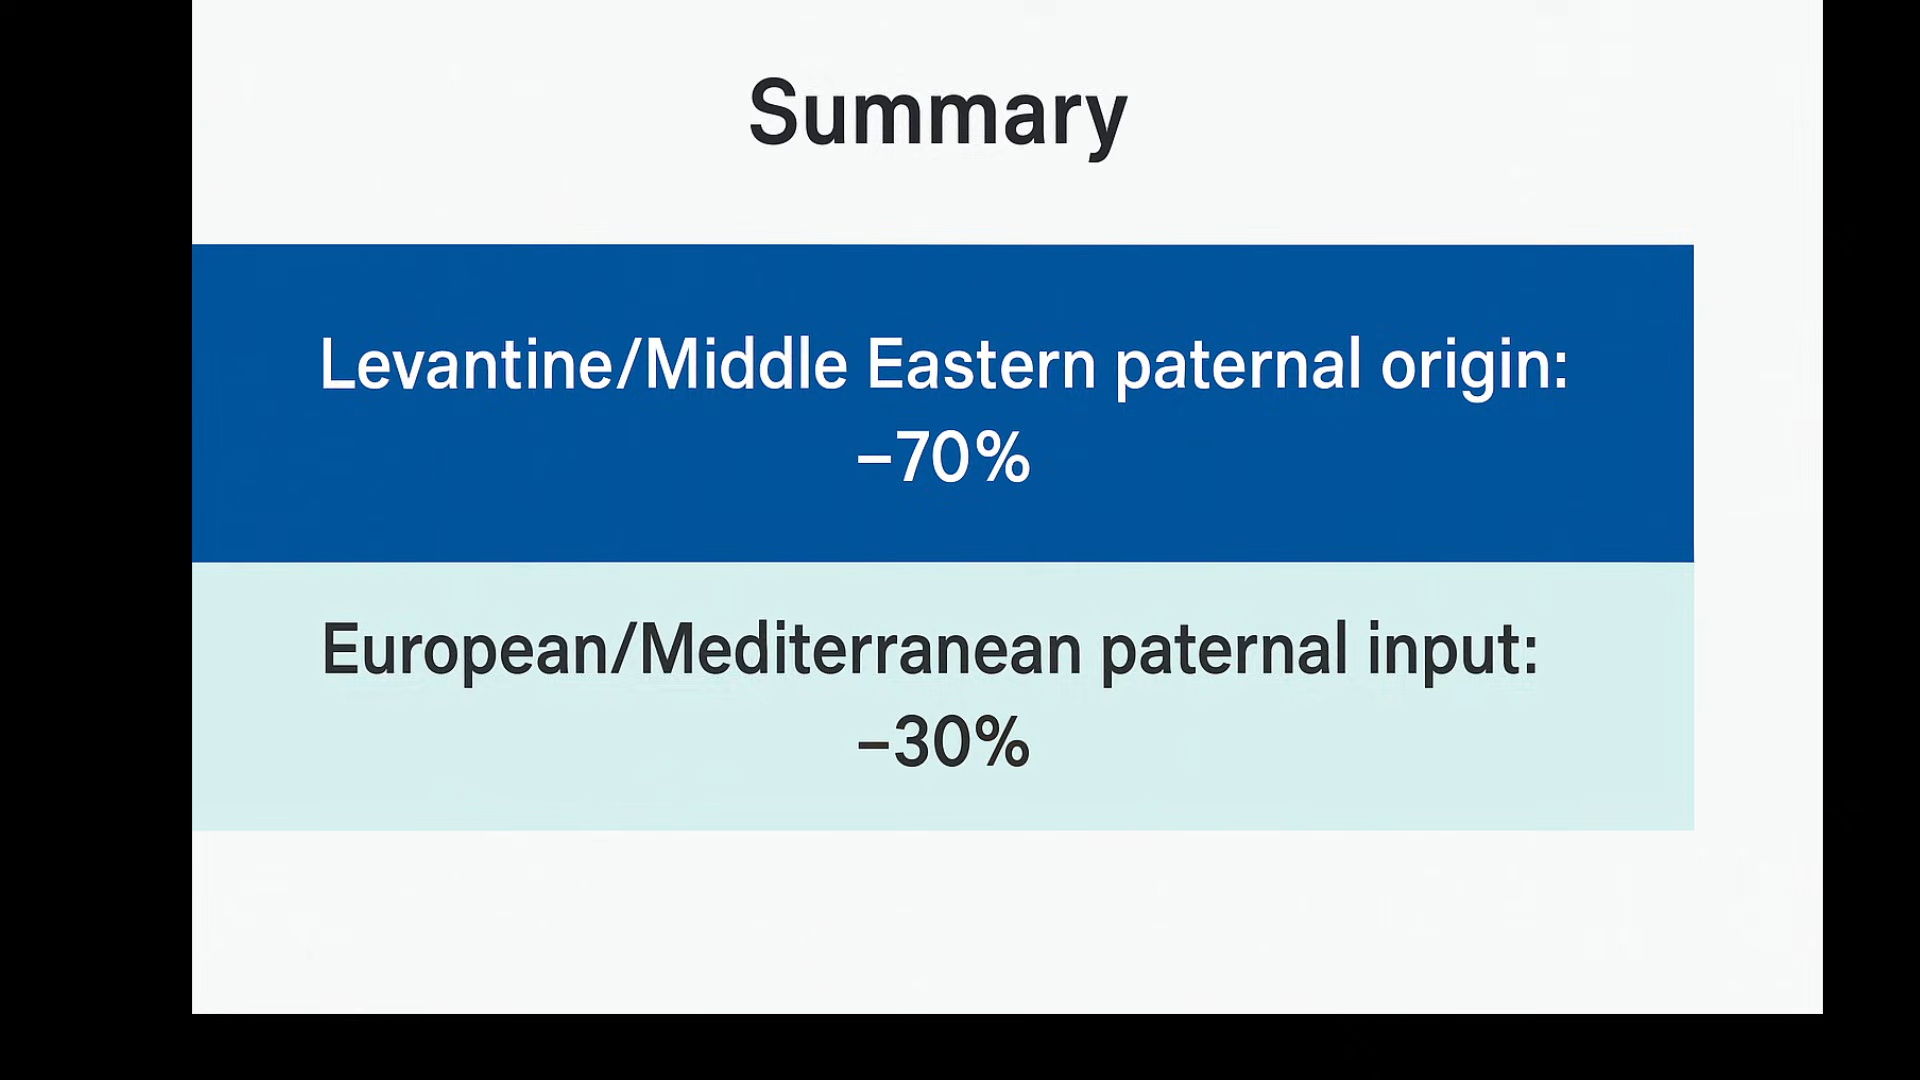 Summary
Levantine/Middle Eastern paternal origin:
–70%
European/Mediterranean paternal input:
–30%